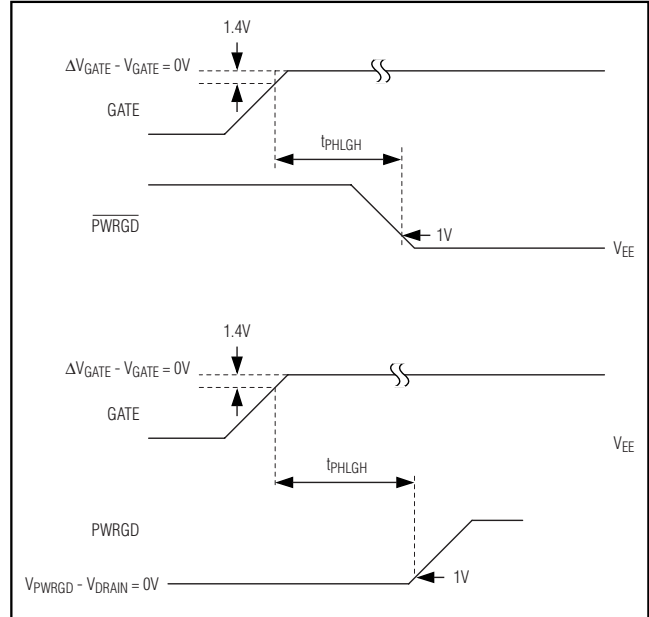 1.4V
ΔVGATE - VGATE = 0V
GATE
tPHLGH
PWRGD
1V
VEE
1.4V
ΔVGATE - VGATE = 0V
GATE
VEE
tPHLGH
PWRGD
1V
VPWRGD - VDRAIN = 0V